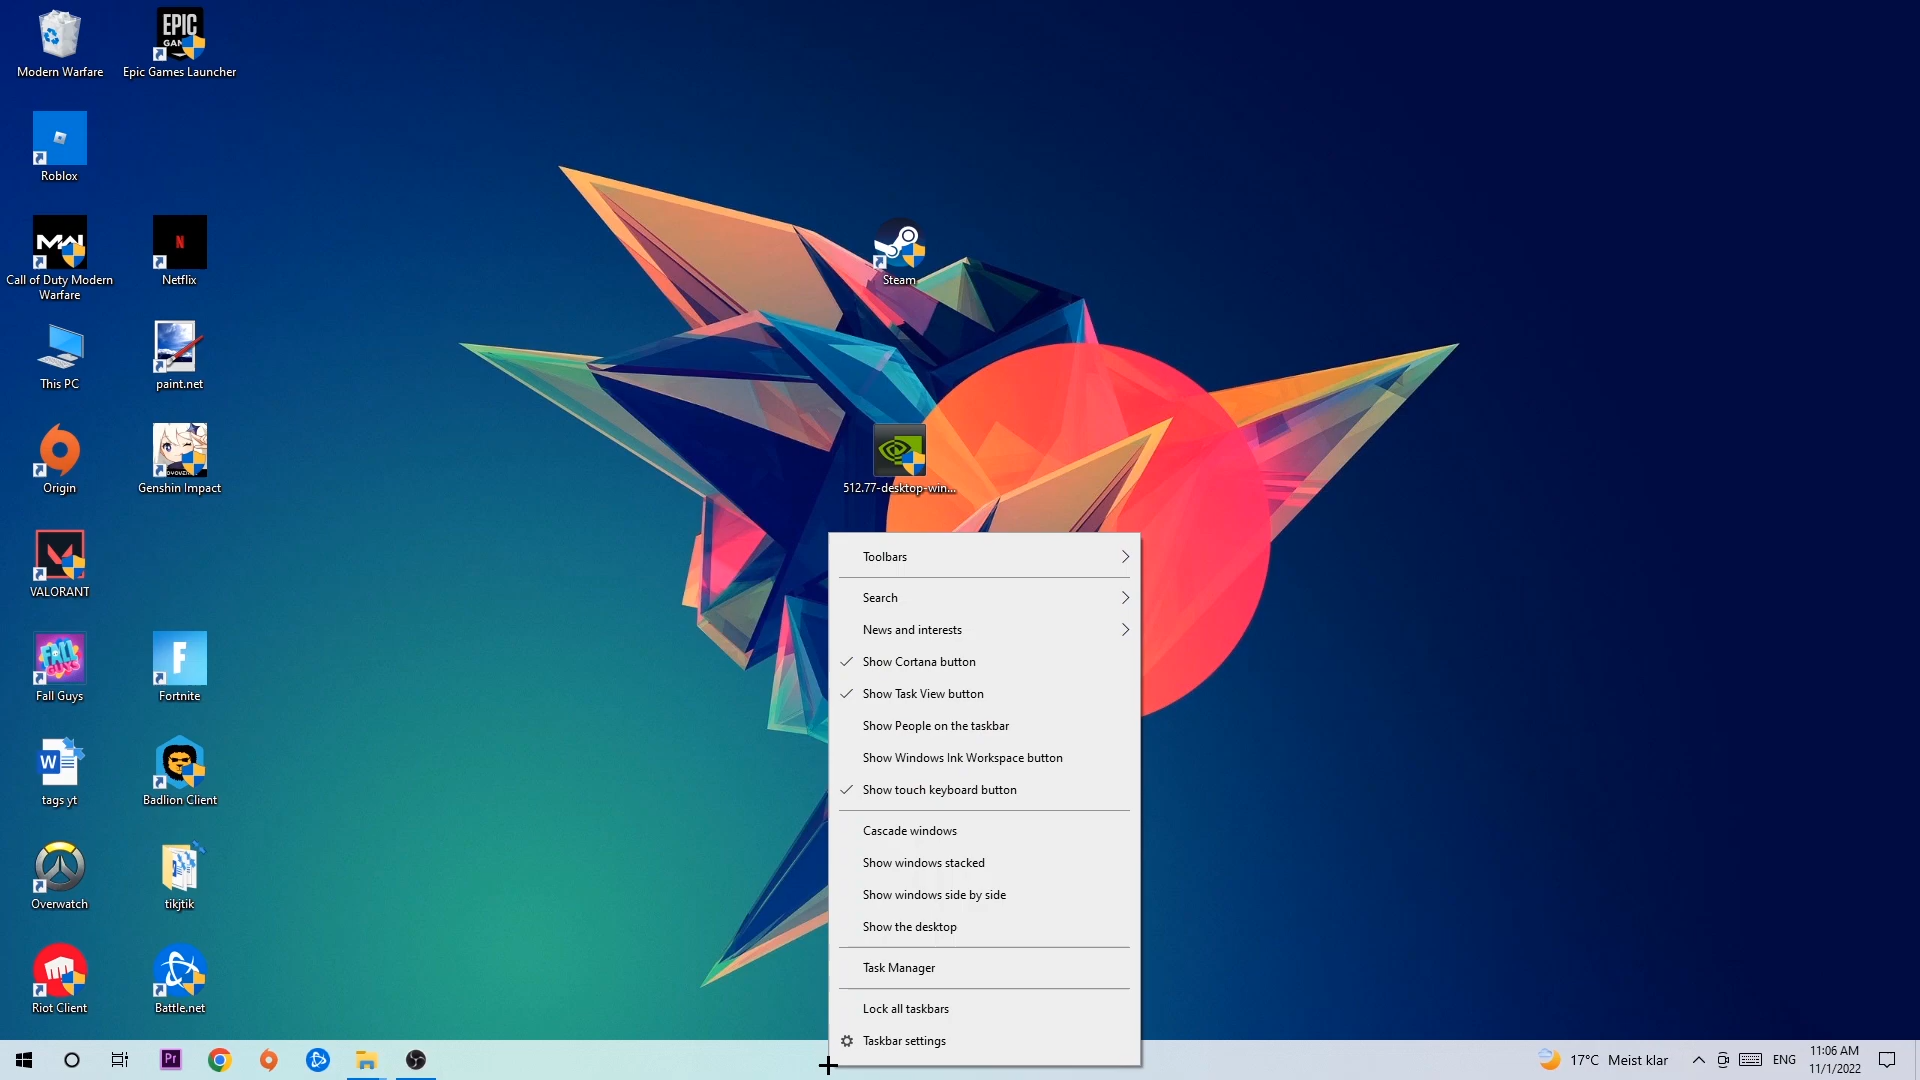 Modern Warfare
EPIC
GAMES
Epic Games Launcher
Roblox
MW
Call of Duty Modern
Warfare
N
Netflix
Steam
This PC
paint.net
Origin
Genshin Impact
512.77-desktop-win...
VALORANT
FALL
GUYS
Fall Guys
F
Fortnite
W
tags yt
Badlion Client
Overwatch
tikjtik
Riot Client
Battle.net
Toolbars
Search
News and interests
Show Cortana button
Show Task View button
Show People on the taskbar
Show Windows Ink Workspace button
Show touch keyboard button
Cascade windows
Show windows stacked
Show windows side by side
Show the desktop
Task Manager
Lock all taskbars
Taskbar settings
Pr
17°C Meist klar
ENG
11:06 AM
11/1/2022